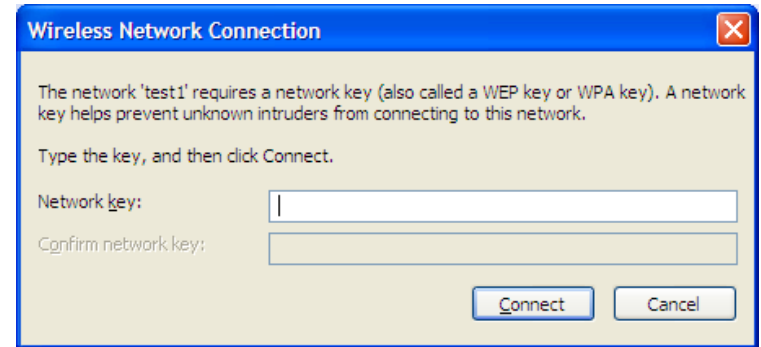 Wireless Network Connection
The network 'test1' requires a network key (also called a WEP key or WPA key). A network
key helps prevent unknown intruders from connecting to this network.
Type the key, and then click Connect.
Network key:
Confirm network key:
Connect Cancel